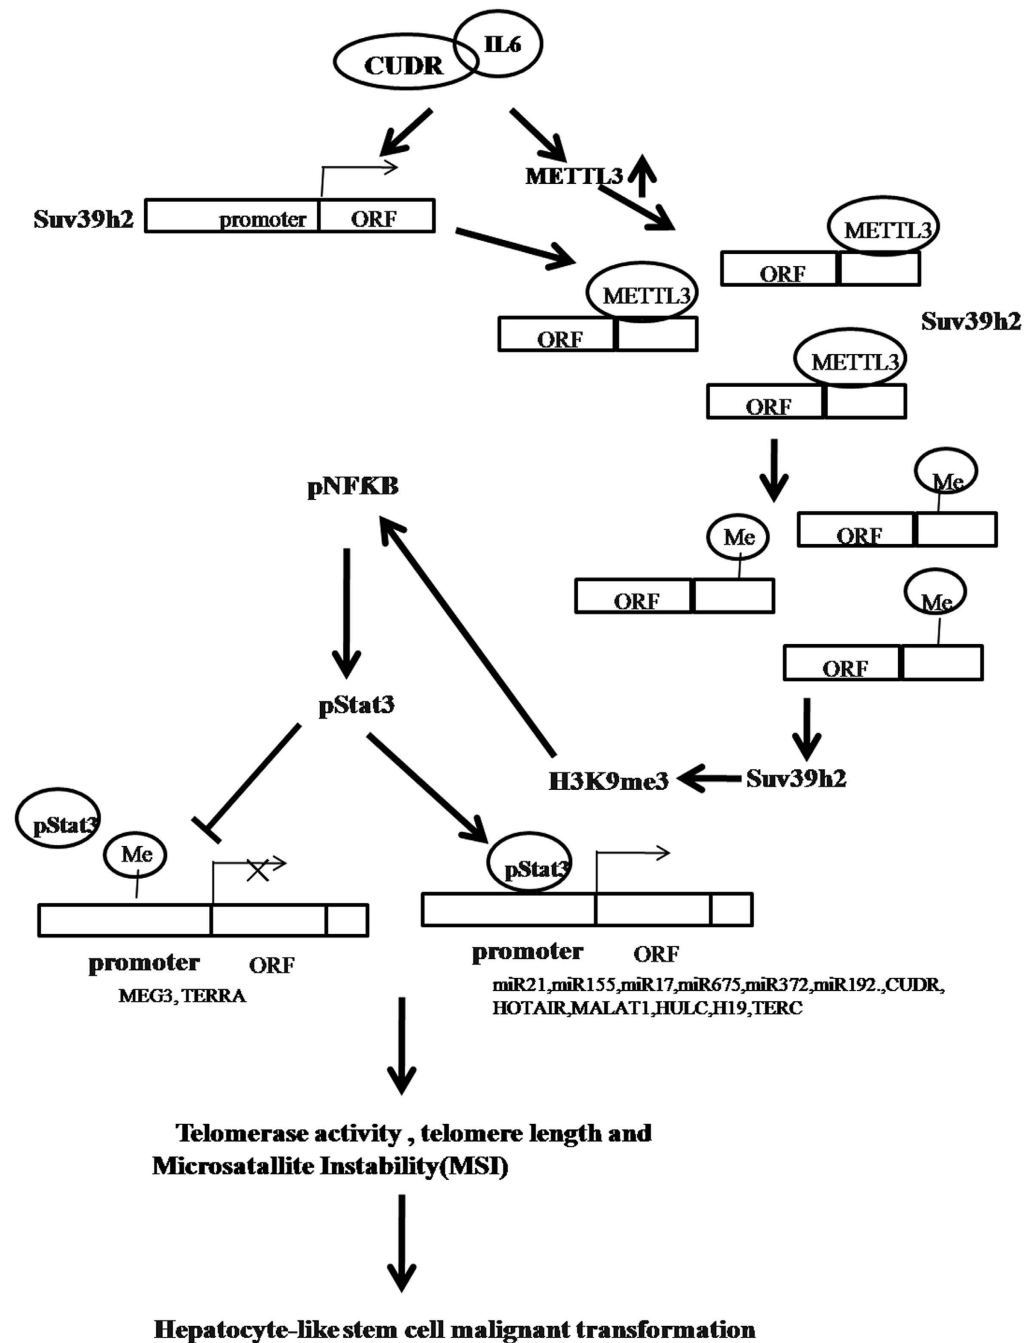 IL6
CUDR
METTL3
Suv39h2
promoter
ORF
METTL3
ORF
METTL3
ORF
Suv39h2
METTL3
ORF
pNFKB
Me
ORF
Me
ORF
Me
ORF
pStat3
H3K9me3
Suv39h2
pStat3
Me
pStat3
promoter
ORF
MEG3, TERRA
promoter
ORF
miR21,miR155,miR17,miR675,miR372,miR192.,CUDR,
HOTAIR,MALAT1,HULC,H19,TERC
Telomerase activity , telomere length and
Microsatallite Instability(MSI)
Hepatocyte-like stem cell malignant transformation